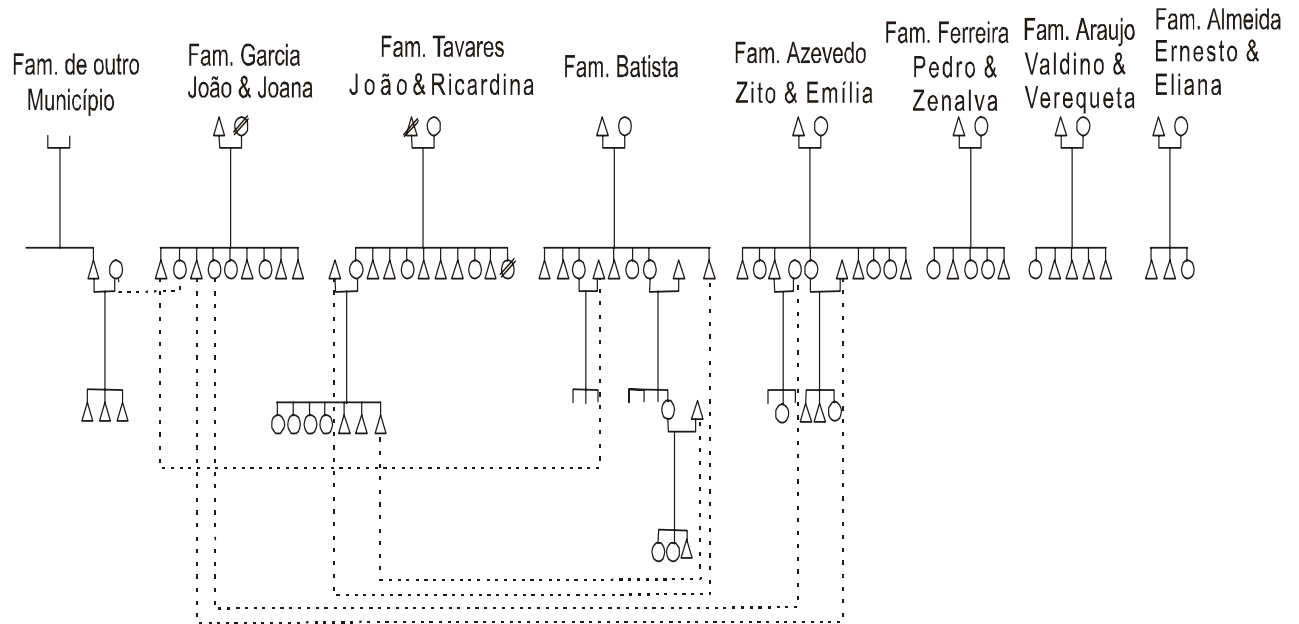 Fam. de outro
Município
Fam. Garcia
João & Joana
Fam. Tavares
João & Ricardina
Fam. Batista
Fam. Azevedo
Zito & Emília
Fam. Ferreira
Pedro &
Zenalva
Fam. Araujo
Valdino &
Verequeta
Fam. Almeida
Ernesto &
Eliana